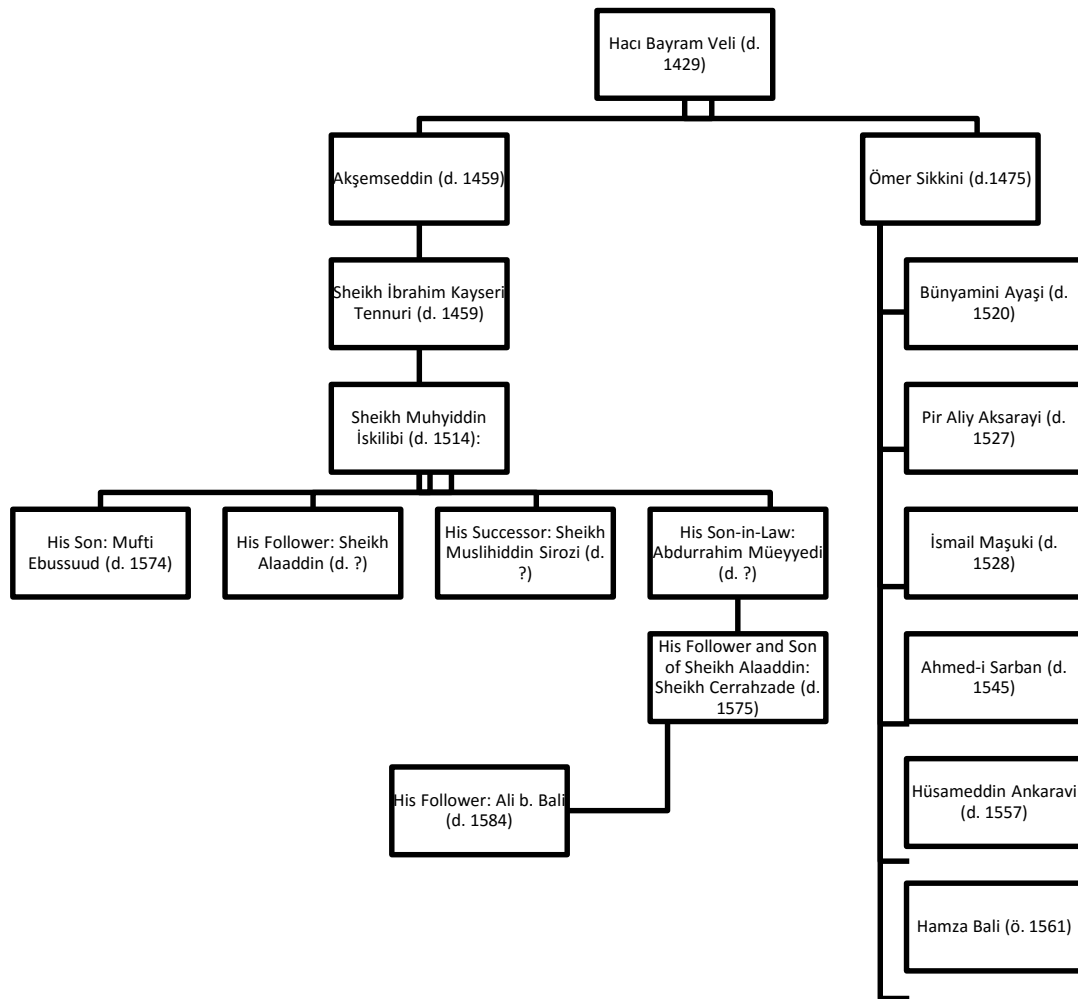 Hacı Bayram Veli (d.
1429)
Akşemseddin (d. 1459)
Ömer Sikkini (d.1475)
Sheikh İbrahim Kayseri
Tennuri (d. 1459)
Bünyamini Ayaşi (d.
1520)
Sheikh Muhyiddin
İskilibi (d. 1514):
Pir Aliy Aksarayi (d.
1527)
His Son: Mufti
Ebussuud (d. 1574)
His Follower: Sheikh
Alaaddin (d. ?)
His Successor: Sheikh
Muslihiddin Sirozi (d.
?)
His Son-in-Law:
Abdurrahim Müeyyedi
(d. ?)
İsmail Maşuki (d.
1528)
His Follower and Son
of Sheikh Alaaddin:
Sheikh Cerrahzade (d.
1575)
Ahmed-i Sarban (d.
1545)
His Follower: Ali b. Bali
(d. 1584)
Hüsameddin Ankaravi
(d. 1557)
Hamza Bali (ö. 1561)